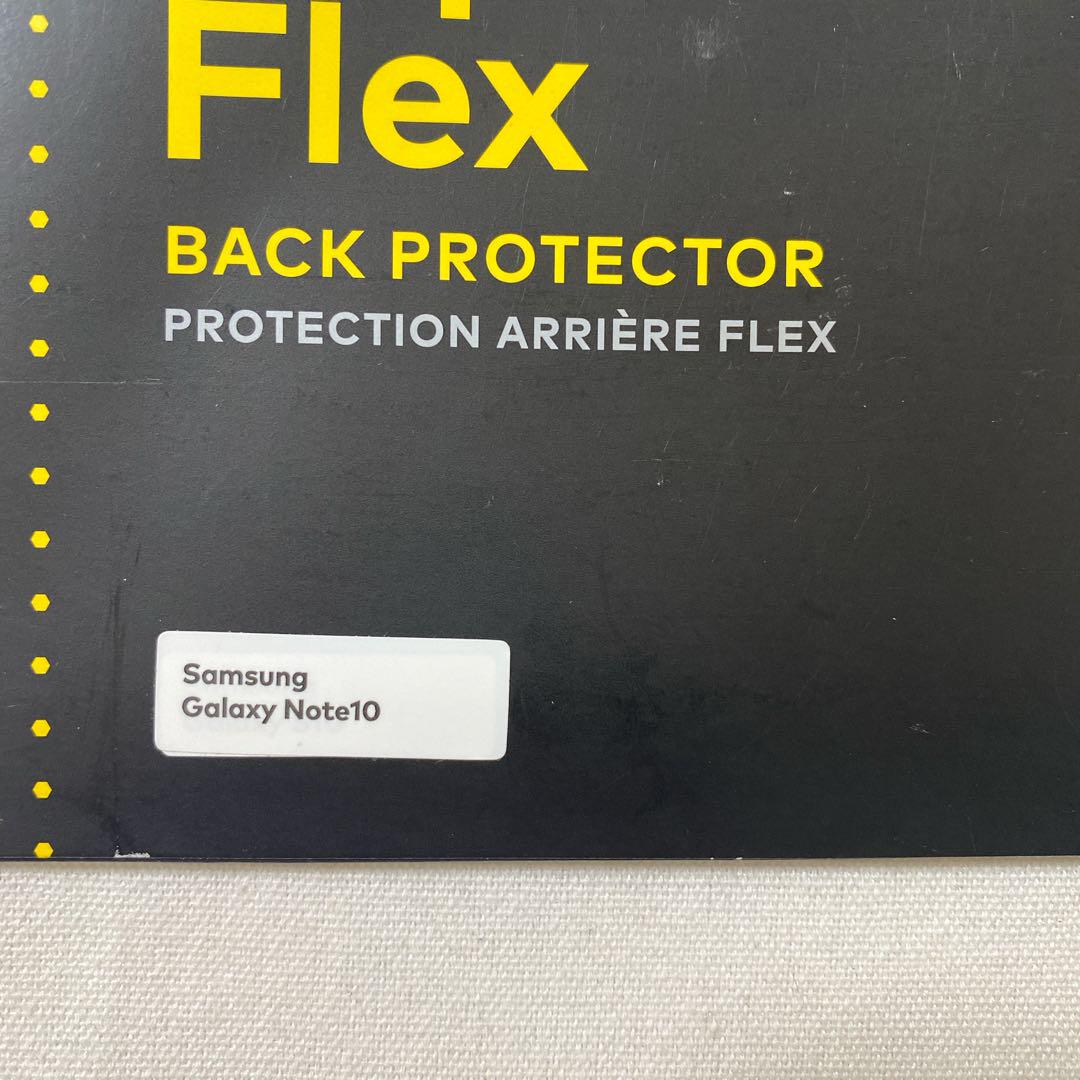 Flex
BACK PROTECTOR
PROTECTION ARRIÈRE FLEX
Samsung
Galaxy Note10